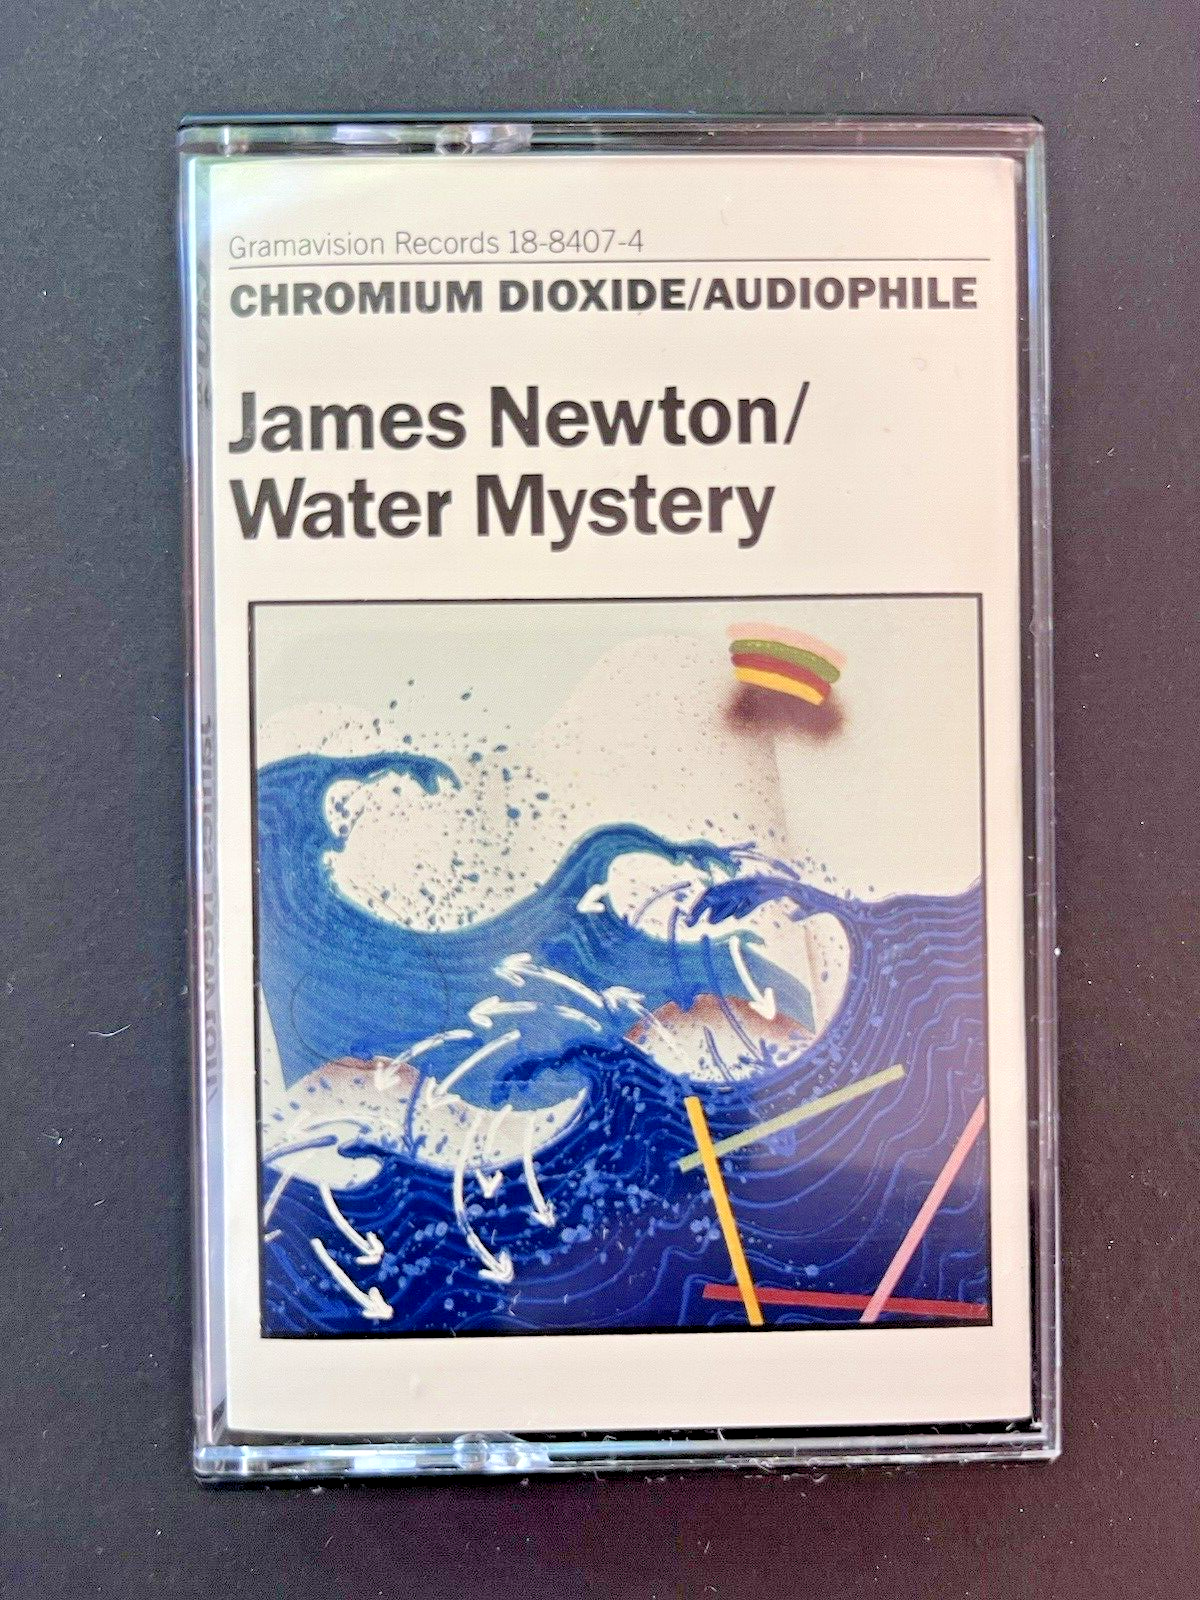 Gramavision Records 18-8407-4
CHROMIUM DIOXIDE/AUDIOPHILE
James Newton/
Water Mystery